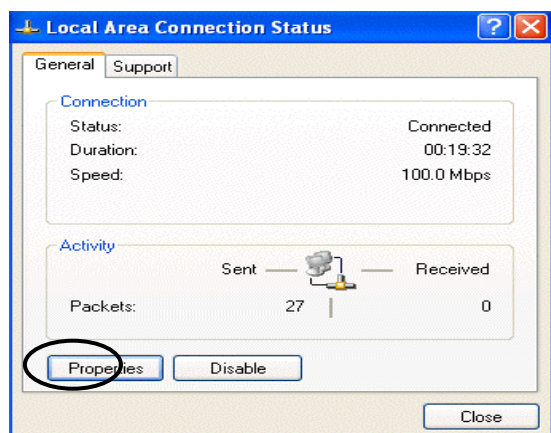 Local Area Connection Status
General Support
Connection
Status: Connected
Duration: 00:19:32
Speed: 100.0 Mbps
Activity
Sent Received
Packets: 27 0
Properties Disable
Close